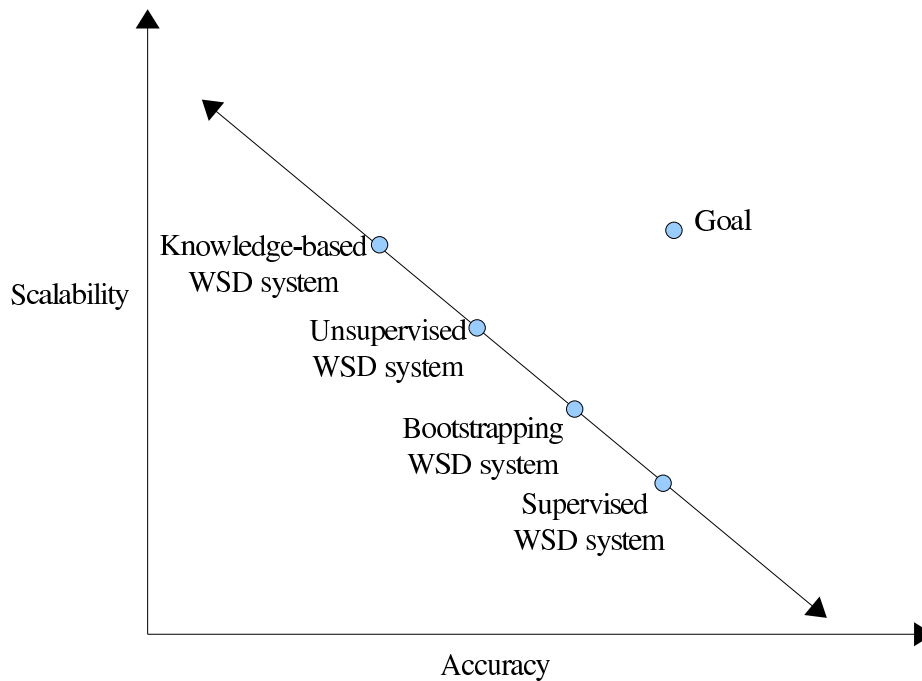 Goal
Knowledge-based
WSD system
Scalability
Unsupervised
WSD system
Bootstrapping
WSD system
Supervised
WSD system
Accuracy